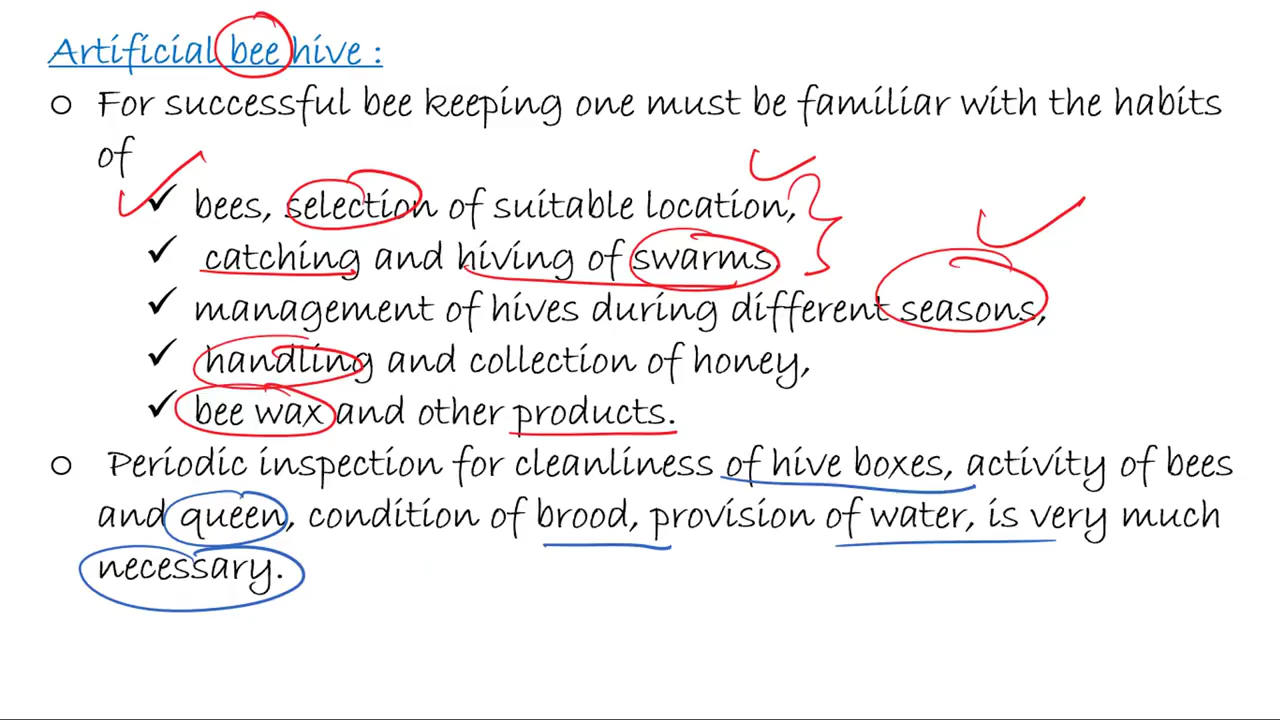 Artificial bee hive :
o For successful bee keeping one must be familiar with the habits
of
✓ bees, selection of suitable location,
✓ catching and hiving of swarms
✓ management of hives during different seasons,
✓ handling and collection of honey,
✓ bee wax and other products.
o Periodic inspection for cleanliness of hive boxes, activity of bees
and queen, condition of brood, provision of water, is very much
necessary.